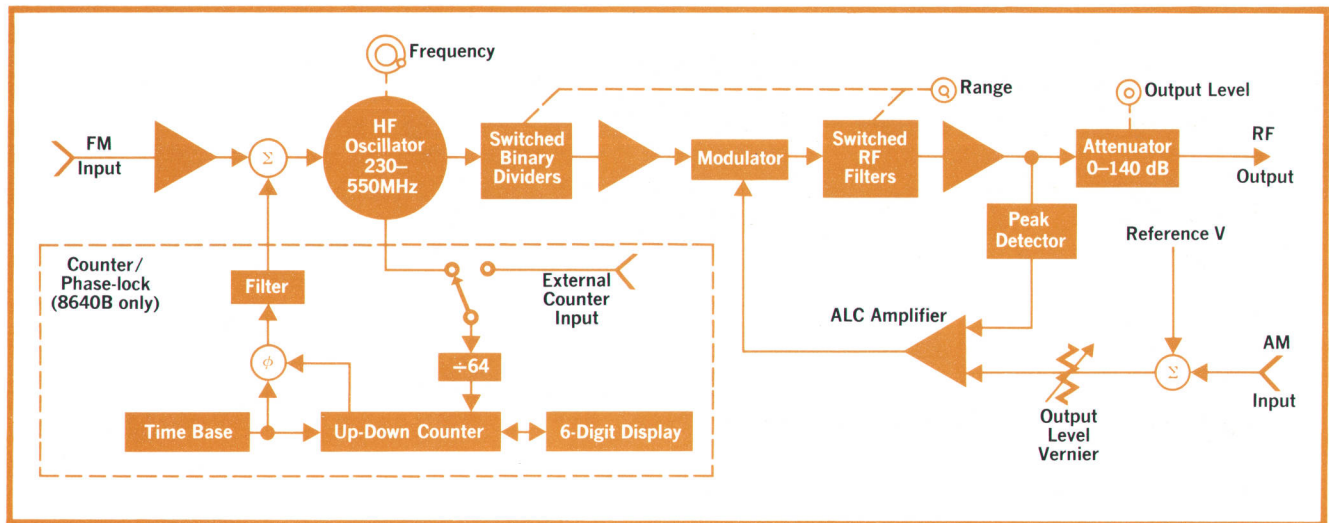 Frequency
Range
Output Level
FM
Input
Σ
HF
Oscillator
230–
550MHz
Switched
Binary
Dividers
Modulator
Switched
RF
Filters
Attenuator
0–140 dB
RF
Output
Peak
Detector
Reference V
Counter/
Phase-lock
(8640B only)
Filter
External
Counter
Input
ALC Amplifier
ϕ
÷64
Σ
AM
Input
Output
Level
Vernier
Time Base
Up-Down Counter
6-Digit Display